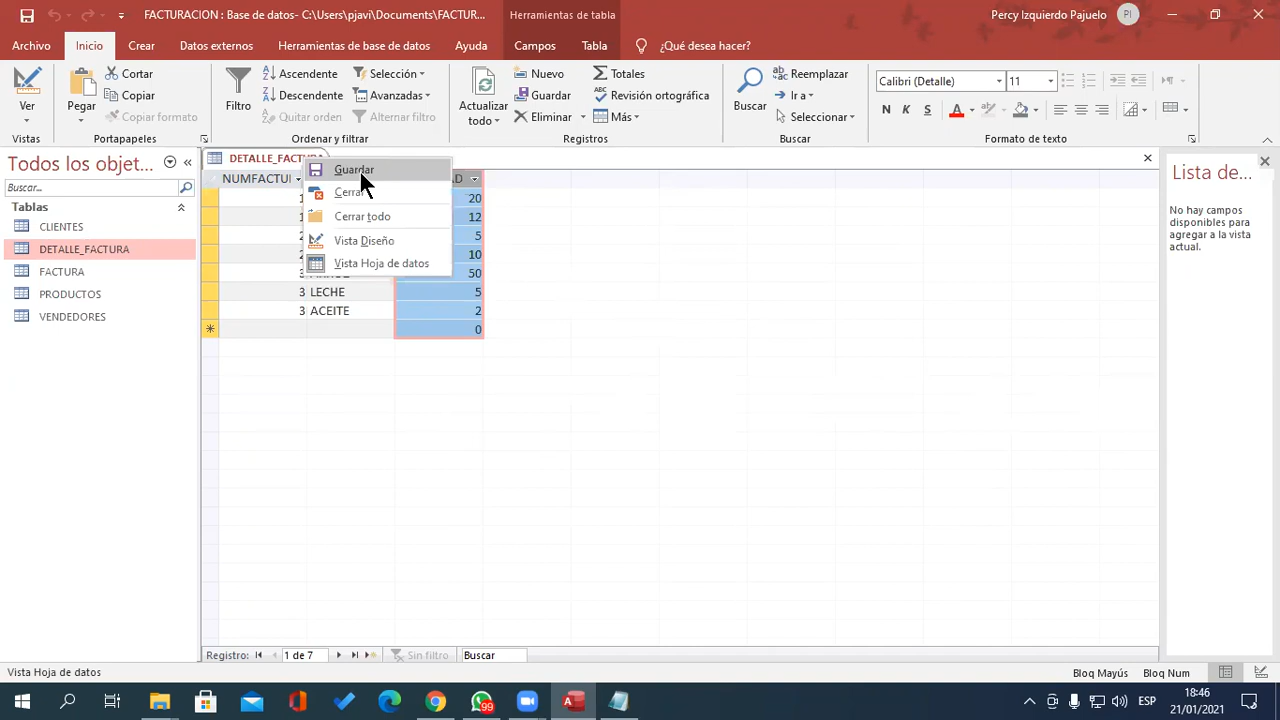 FACTURACION : Base de datos- C:\Users\pjavi\Documents\FACTUR...
Herramientas de tabla
Percy Izquierdo Pajuelo
PI
Archivo
Inicio
Crear
Datos externos
Herramientas de base de datos
Ayuda
Campos
Tabla
¿Qué desea hacer?
Ver
Vistas
Pegar
Cortar
Copiar
Copiar formato
Portapapeles
Filtro
Ascendente
Descendente
Quitar orden
Selección
Avanzadas
Alternar filtro
Ordenar y filtrar
Actualizar
todo
Nuevo
Guardar
Eliminar
Totales
Revisión ortográfica
Más
Registros
Buscar
Reemplazar
Ir a
Seleccionar
Buscar
Calibri (Detalle)
11
N K S
Formato de texto
Todos los objet...
Buscar...
Tablas
CLIENTES
DETALLE_FACTURA
FACTURA
PRODUCTOS
VENDEDORES
NUMFACTUI
20
12
5
10
50
3 LECHE 5
3 ACEITE 2
0
Guardar
Cerrar todo
Vista Diseño
Vista Hoja de datos
Lista de...
No hay campos
disponibles para
agregar a la vista
actual.
Registro:
1 de 7
Sin filtro
Buscar
Vista Hoja de datos
Bloq Mayús
Bloq Num
99
ESP
18:46
21/01/2021